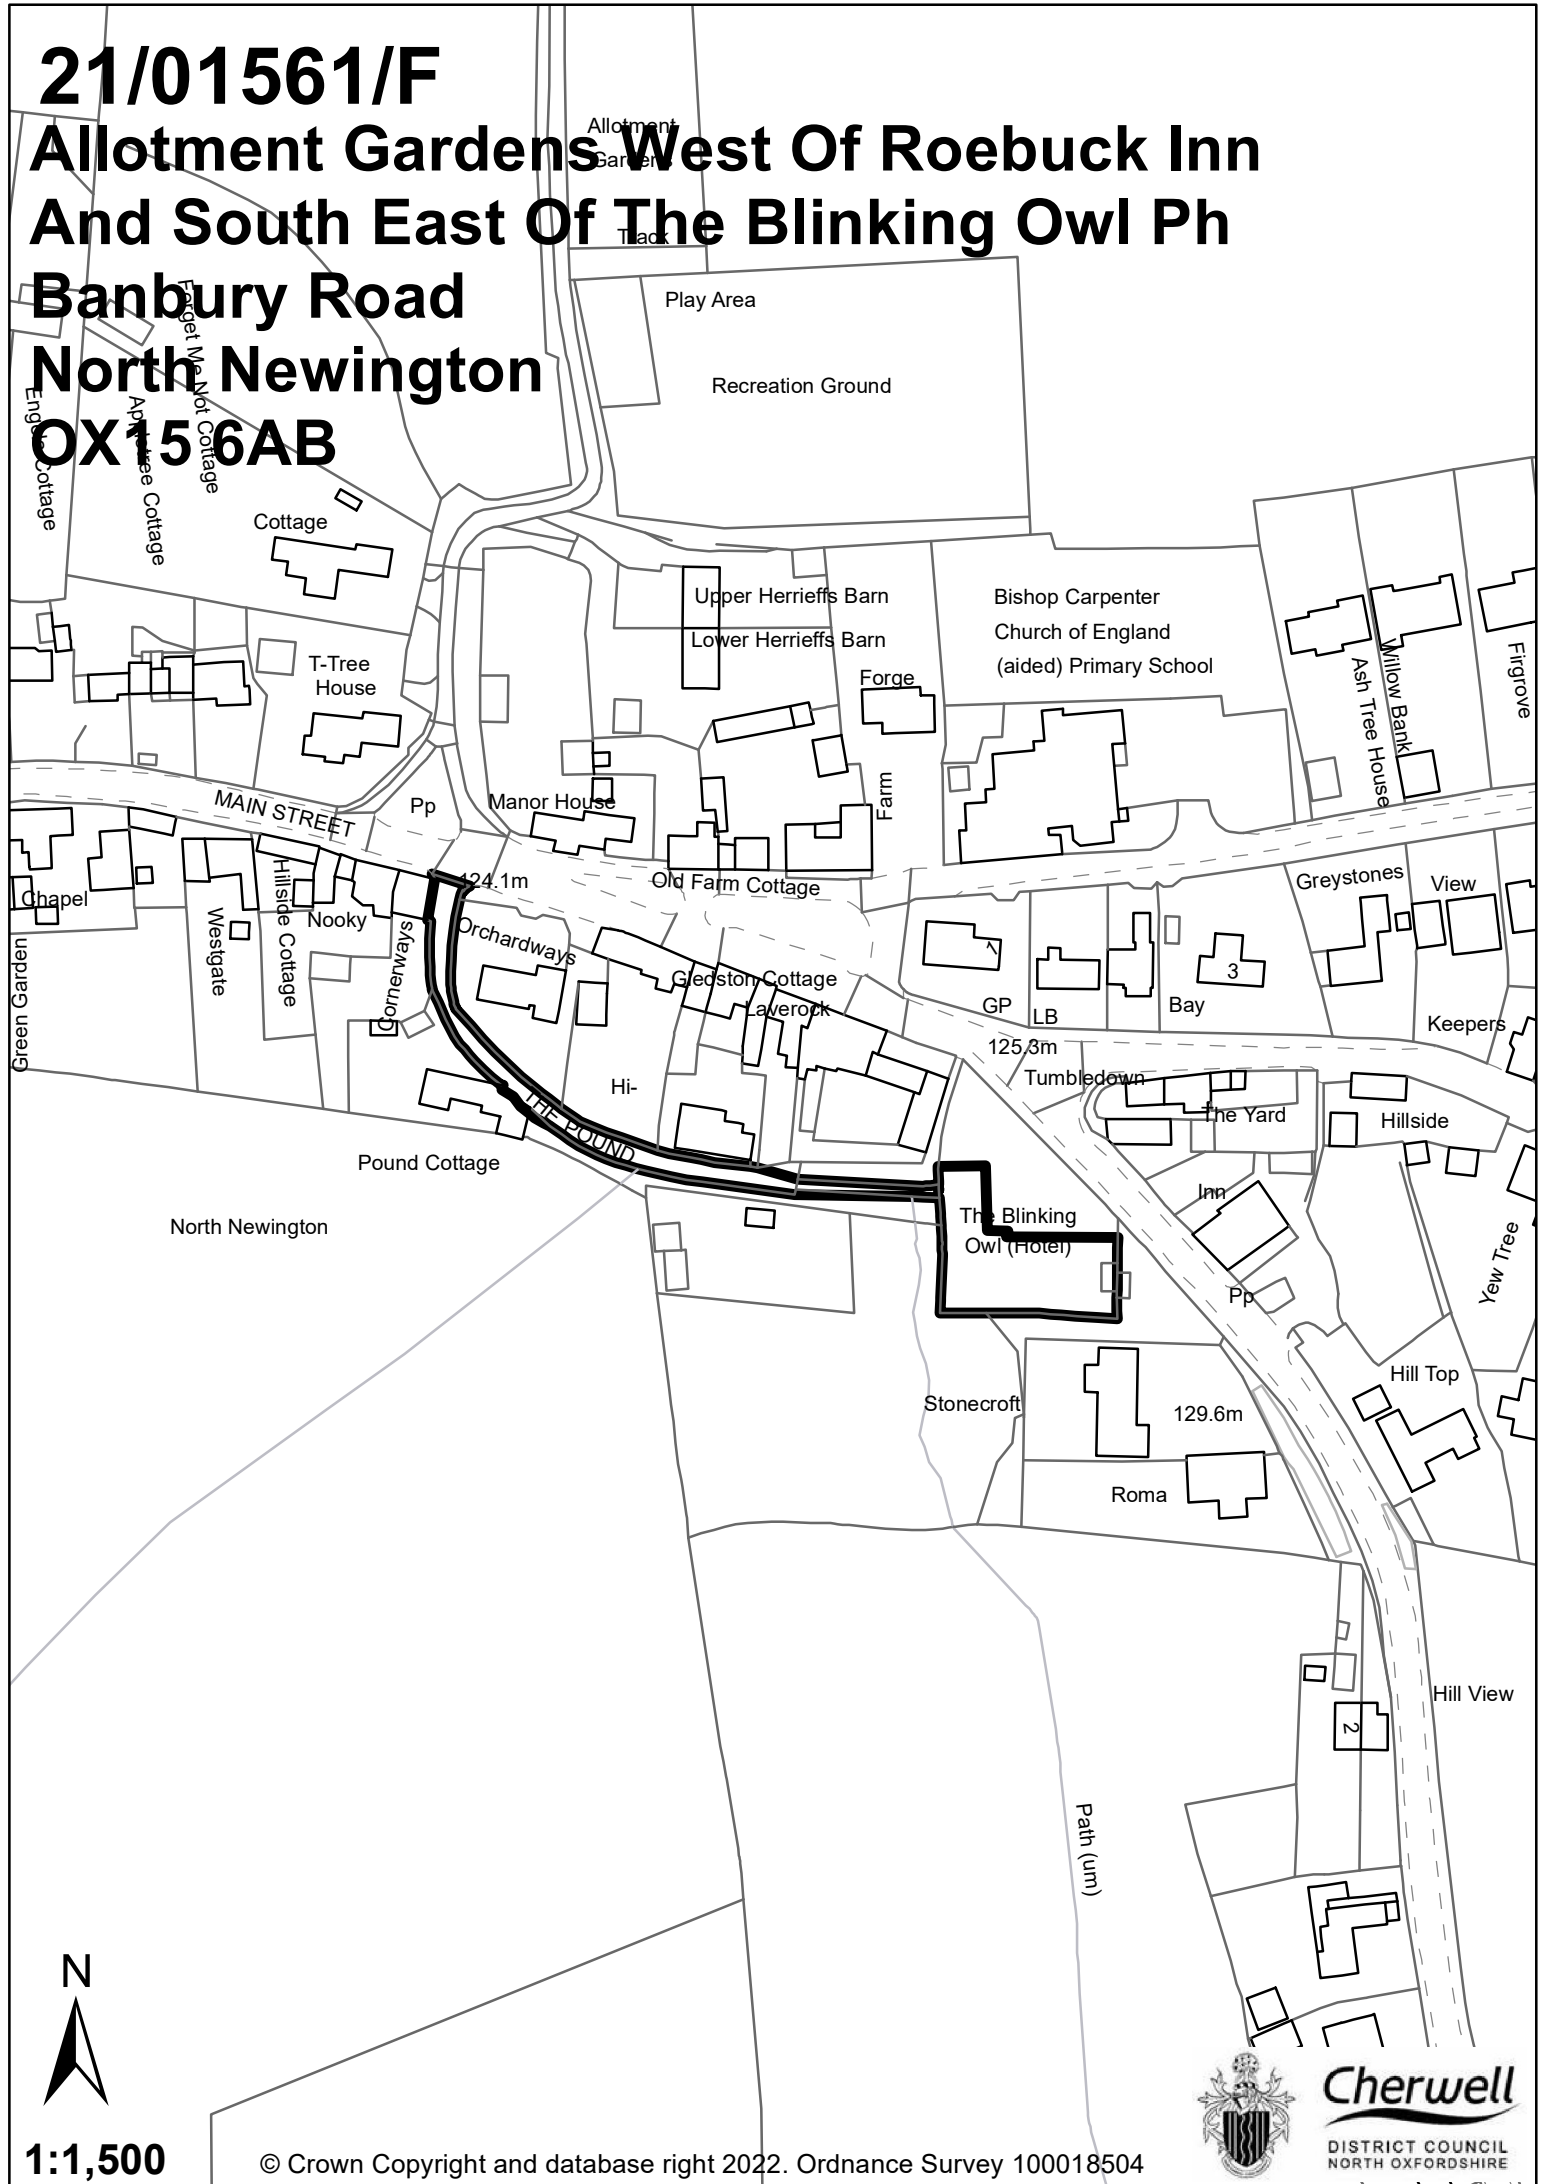 21/01561/F
Allotment Gardens West Of Roebuck Inn
And South East Of The Blinking Owl Ph
Banbury Road
North Newington
OX15 6AB
Allotment
Gardens
Track
Play Area
Recreation Ground
Forget Me Not Cottage
Appletree Cottage
Cottage
Cottage
Upper Herrieffs Barn
Lower Herrieffs Barn
Bishop Carpenter
Church of England
(aided) Primary School
T-Tree
House
Forge
Farm
Willow Bank
Ash Tree House
Firgrove
MAIN STREET
Pp
Manor House
124.1m
Old Farm Cottage
Greystones
View
Chapel
Green Garden
Westgate
Hillside Cottage
Nooky
Cornerways
Orchardways
Gledston Cottage
Laverock
1
3
GP
LB
Bay
Keepers
125.3m
Tumbledown
The Yard
Hillside
Hi-
THE POUND
Pound Cottage
North Newington
The Blinking
Owl (Hotel)
Inn
Pp
Yew Tree
Hill Top
Stonecroft
129.6m
Roma
Hill View
2
Path (um)
N
1:1,500
© Crown Copyright and database right 2022. Ordnance Survey 100018504
Cherwell
DISTRICT COUNCIL
NORTH OXFORDSHIRE